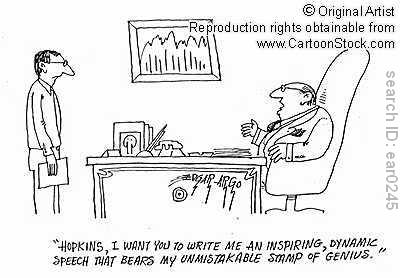 © Original Artist
Reproduction rights obtainable from
www.CartoonStock.com
search ID: ear0245
"HOPKINS, I WANT YOU TO WRITE ME AN INSPIRING, DYNAMIC
SPEECH THAT BEARS MY UNMISTAKABLE STAMP OF GENIUS."